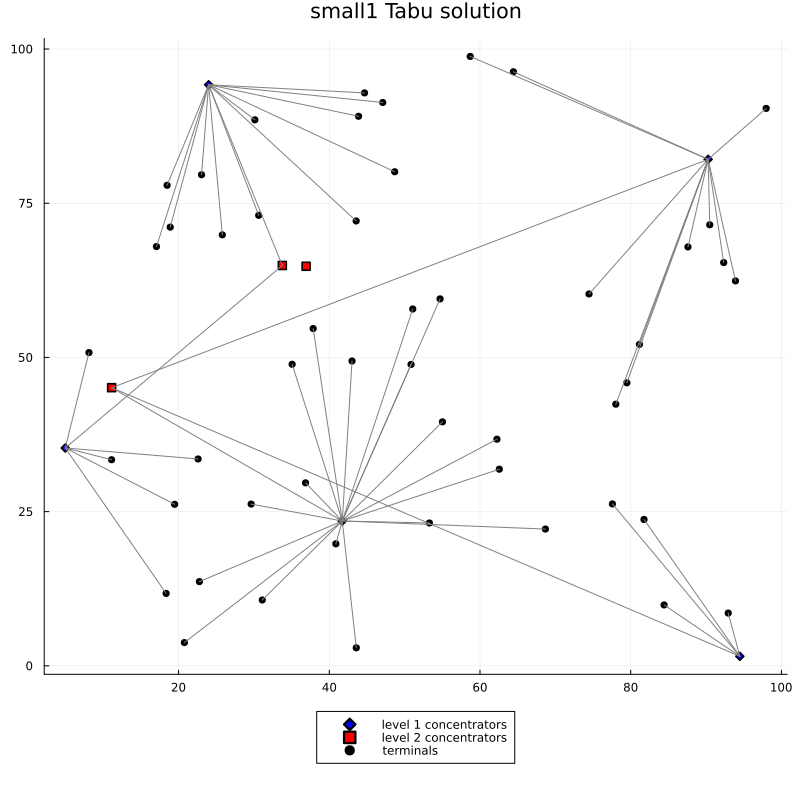 small1 Tabu solution
100
75
50
25
0
20 40 60 80 100
level 1 concentrators
level 2 concentrators
terminals